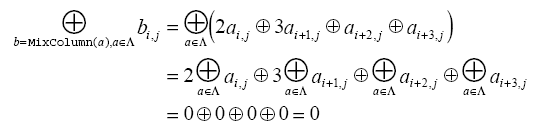 ⨁_{b=MixColumn(a),a∈Λ} b_{i,j} = ⨁_{a∈Λ}(2a_{i,j} ⊕ 3a_{i+1,j} ⊕ a_{i+2,j} ⊕ a_{i+3,j})
= 2⨁_{a∈Λ} a_{i,j} ⊕ 3⨁_{a∈Λ} a_{i+1,j} ⊕ ⨁_{a∈Λ} a_{i+2,j} ⊕ ⨁_{a∈Λ} a_{i+3,j}
= 0 ⊕ 0 ⊕ 0 ⊕ 0 = 0